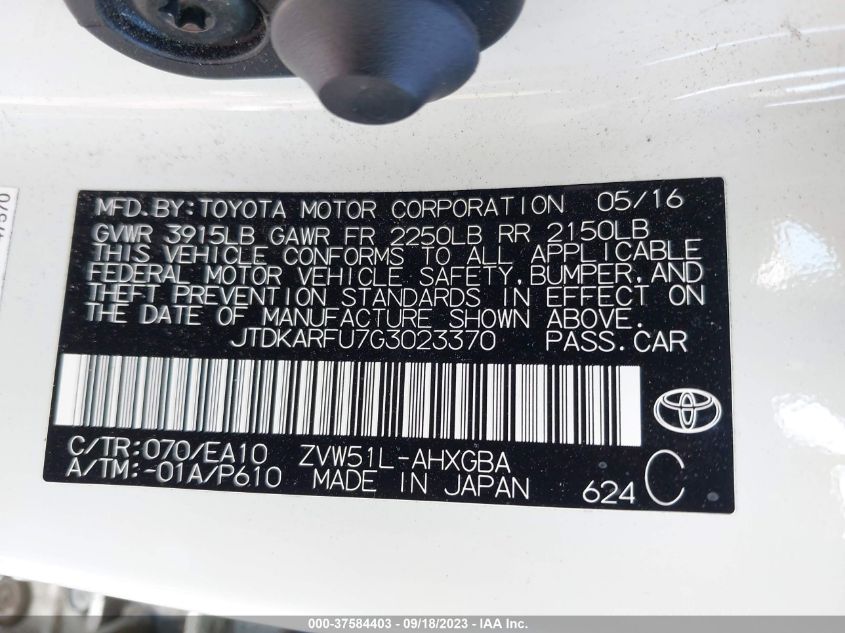 47570
MFD.BY:TOYOTA MOTOR CORPORATION 05/16
GVWR 3915LB GAWR FR 2250LB RR 2150LB
THIS VEHICLE CONFORMS TO ALL APPLICABLE
FEDERAL MOTOR VEHICLE SAFETY,BUMPER,AND
THEFT PREVENTION STANDARDS IN EFFECT ON
THE DATE OF MANUFACTURE SHOWN ABOVE.
JTDKARFU7G3023370 PASS.CAR
C/TR:070/EA10 ZVW51L-AHXGBA
A/TM:-01A/P610 MADE IN JAPAN 624 C
000-37584403 - 09/18/2023 - IAA Inc.